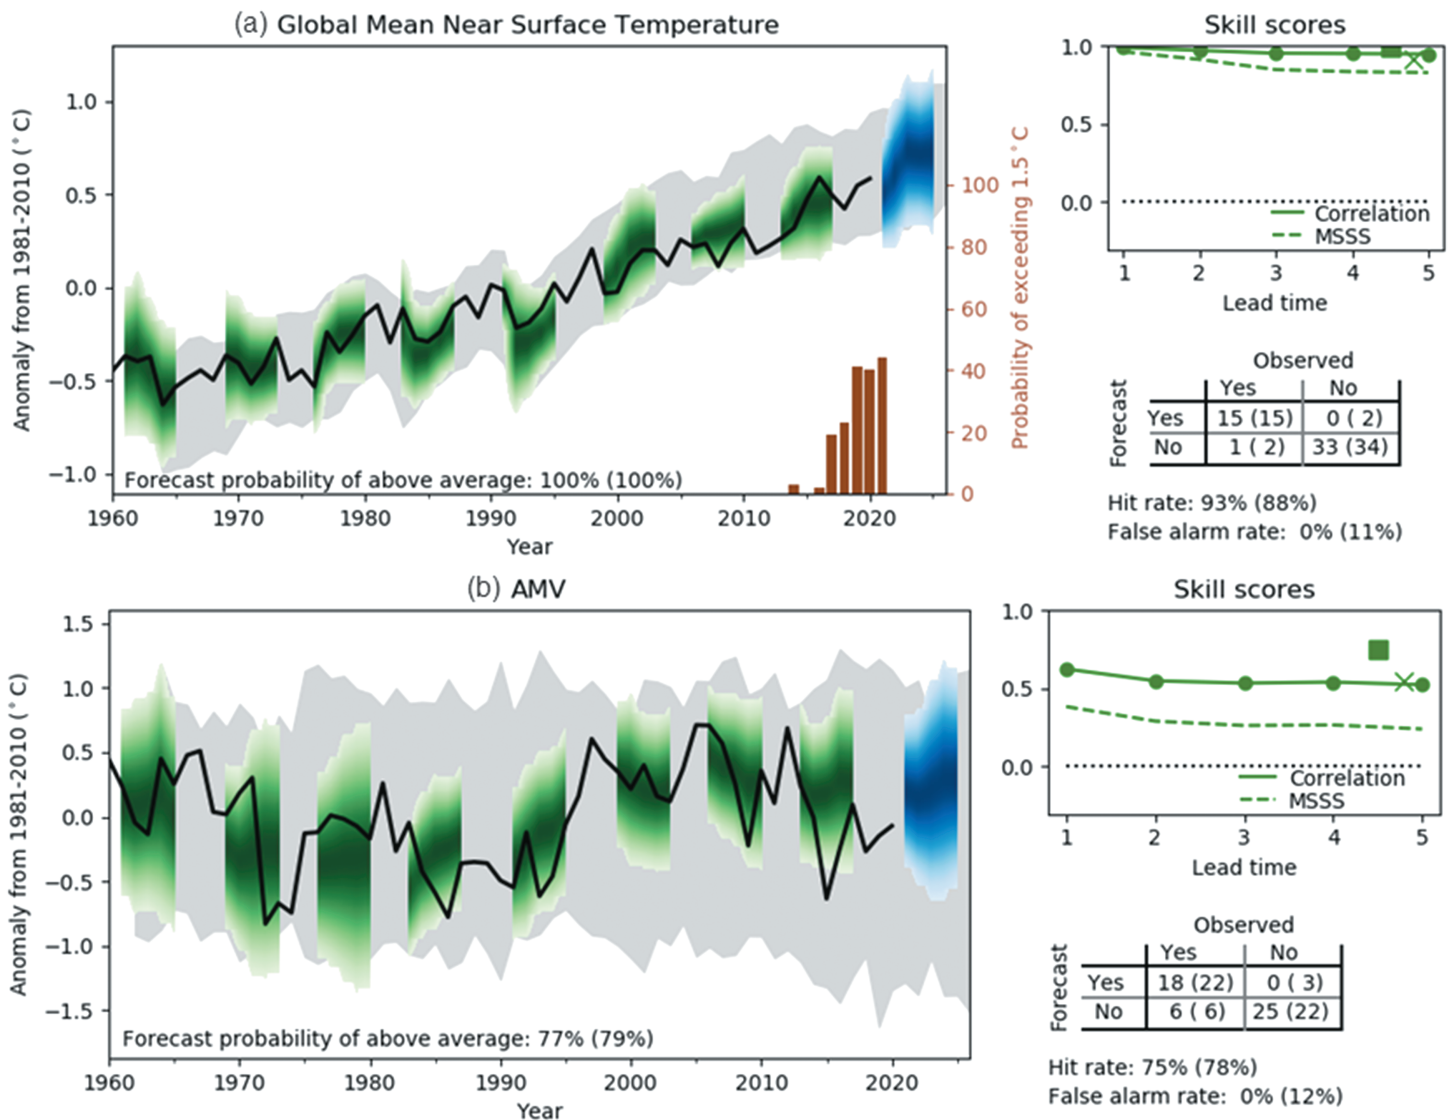 (a) Global Mean Near Surface Temperature
Anomaly from 1981-2010 (°C)
1.0
0.5
0.0
−0.5
−1.0
100
80
60
40
20
0
Probability of exceeding 1.5°C
Forecast probability of above average: 100% (100%)
1960 1970 1980 1990 2000 2010 2020
Year
Skill scores
1.0
0.5
0.0
Correlation
MSSS
1 2 3 4 5
Lead time
Observed
Forecast
Yes No
Yes 15 (15) 0 ( 2)
No 1 ( 2) 33 (34)
Hit rate: 93% (88%)
False alarm rate: 0% (11%)
(b) AMV
Anomaly from 1981-2010 (°C)
1.5
1.0
0.5
0.0
−0.5
−1.0
−1.5
Forecast probability of above average: 77% (79%)
1960 1970 1980 1990 2000 2010 2020
Year
Skill scores
1.0
0.5
0.0
Correlation
MSSS
1 2 3 4 5
Lead time
Observed
Forecast
Yes No
Yes 18 (22) 0 ( 3)
No 6 ( 6) 25 (22)
Hit rate: 75% (78%)
False alarm rate: 0% (12%)